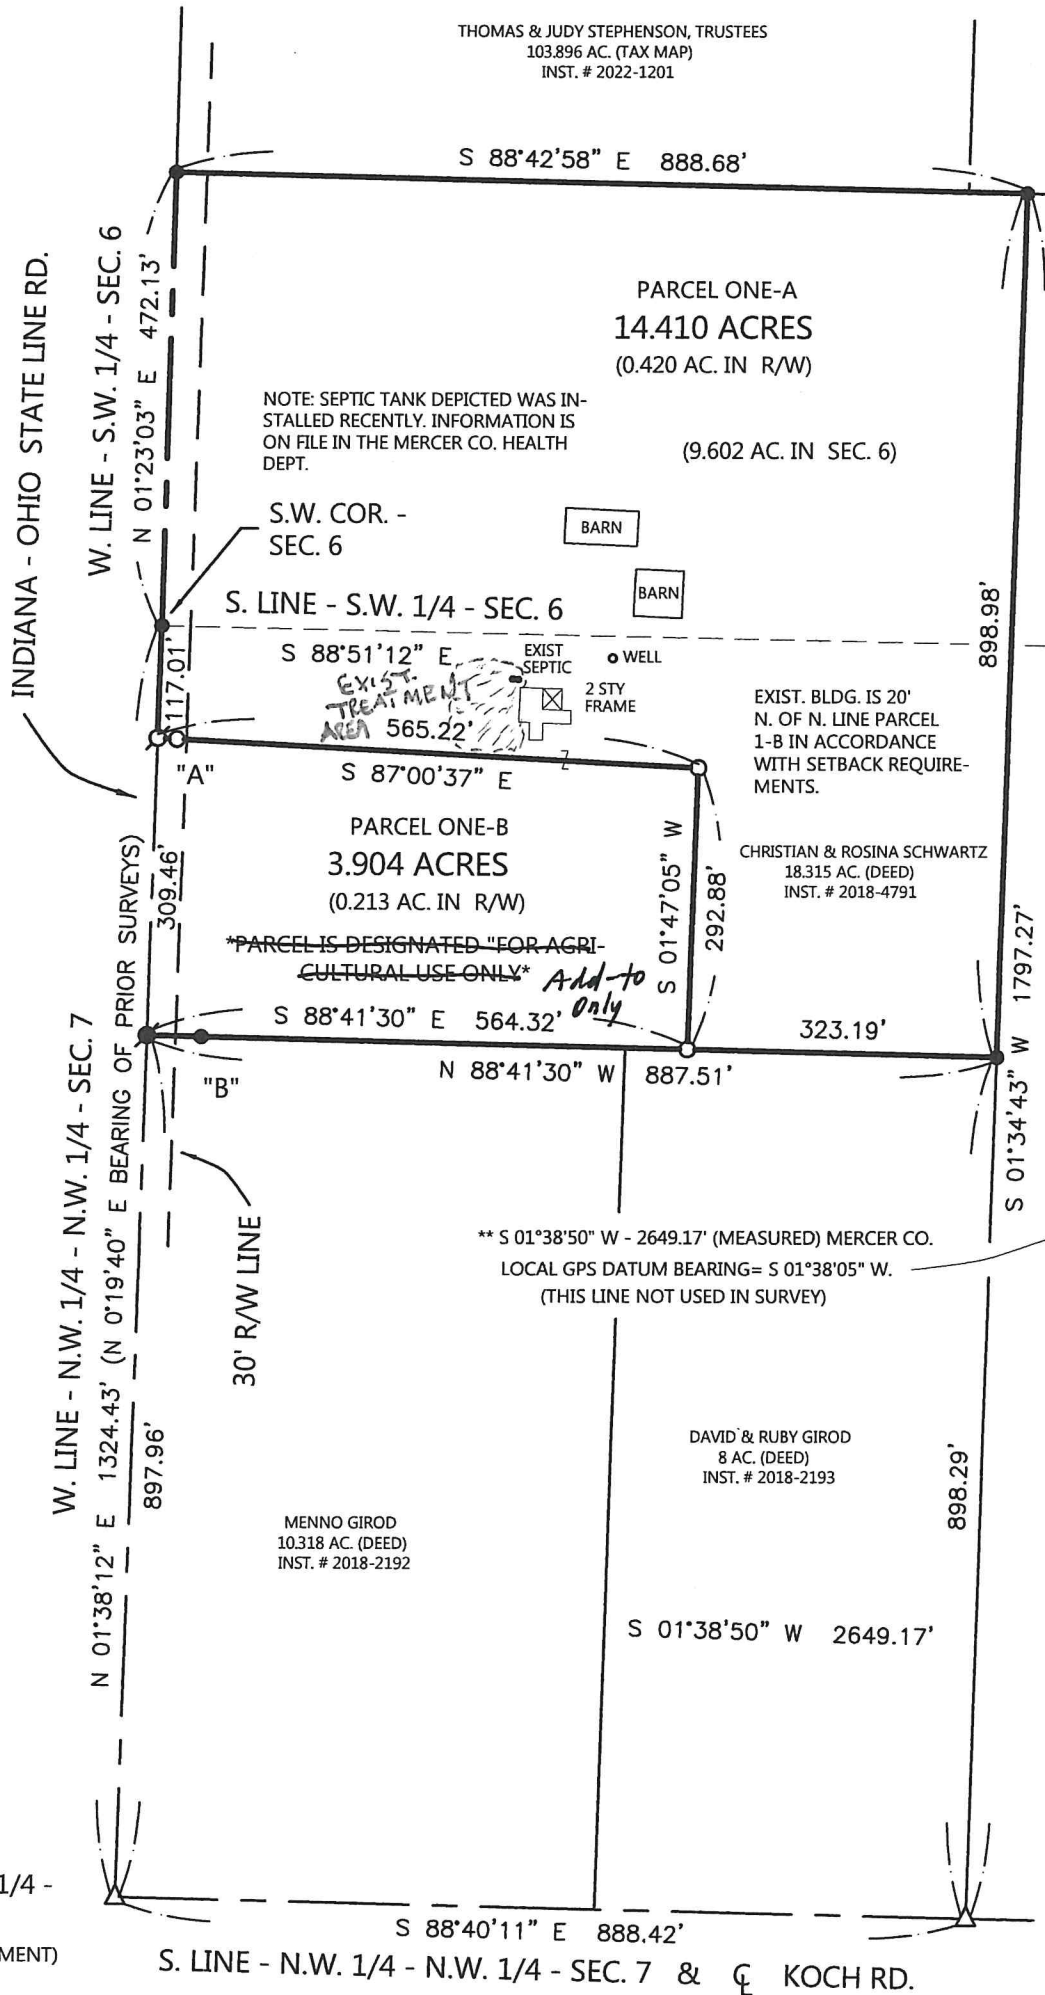 THOMAS & JUDY STEPHENSON, TRUSTEES
103.896 AC. (TAX MAP)
INST. # 2022-1201
S 88°42'58" E 888.68'
INDIANA - OHIO STATE LINE RD.
W. LINE - S.W. 1/4 - SEC. 6
N 01°23'03" E 472.13'
PARCEL ONE-A
14.410 ACRES
(0.420 AC. IN R/W)
NOTE: SEPTIC TANK DEPICTED WAS IN-
STALLED RECENTLY. INFORMATION IS
ON FILE IN THE MERCER CO. HEALTH
DEPT.
(9.602 AC. IN SEC. 6)
S.W. COR. -
SEC. 6
BARN
BARN
S. LINE - S.W. 1/4 - SEC. 6
898.98'
117.01'
S 88°51'12" E
EXIST
SEPTIC
WELL
2 STY
FRAME
EXIST.
TREATMENT
AREA
565.22'
EXIST. BLDG. IS 20'
N. OF N. LINE PARCEL
1-B IN ACCORDANCE
WITH SETBACK REQUIRE-
MENTS.
"A"
S 87°00'37" E
PARCEL ONE-B
3.904 ACRES
(0.213 AC. IN R/W)
309.46'
S 01°47'05" W
292.88'
CHRISTIAN & ROSINA SCHWARTZ
18.315 AC. (DEED)
INST. # 2018-4791
*PARCEL IS DESIGNATED "FOR AGRI-
CULTURAL USE ONLY*
Add-to
Only
S 88°41'30" E 564.32'
323.19'
"B"
N 88°41'30" W 887.51'
S 01°34'43" W 1797.27'
W. LINE - N.W. 1/4 - N.W. 1/4 - SEC. 7
N 01°38'12" E 1324.43' (N 0°19'40" E BEARING OF PRIOR SURVEYS)
897.96'
30' R/W LINE
** S 01°38'50" W - 2649.17' (MEASURED) MERCER CO.
LOCAL GPS DATUM BEARING= S 01°38'05" W.
(THIS LINE NOT USED IN SURVEY)
DAVID & RUBY GIROD
8 AC. (DEED)
INST. # 2018-2193
898.29'
MENNO GIROD
10.318 AC. (DEED)
INST. # 2018-2192
S 01°38'50" W 2649.17'
1/4 -
S 88°40'11" E 888.42'
MENT)
S. LINE - N.W. 1/4 - N.W. 1/4 - SEC. 7 & ℄ KOCH RD.